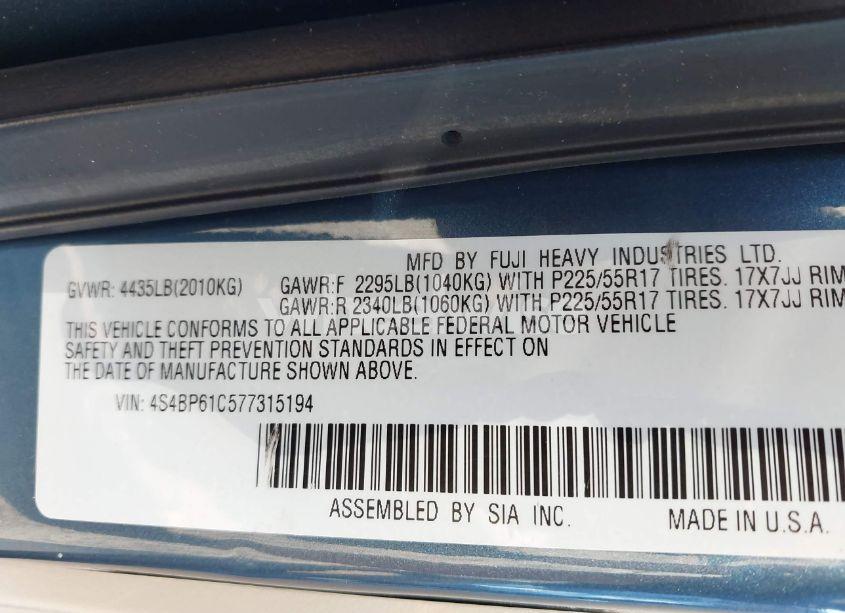 MFD BY FUJI HEAVY INDUSTRIES LTD.
GVWR: 4435LB(2010KG) GAWR:F 2295LB(1040KG) WITH P225/55R17 TIRES. 17X7JJ RIM
GAWR:R 2340LB(1060KG) WITH P225/55R17 TIRES. 17X7JJ RIM
THIS VEHICLE CONFORMS TO ALL APPLICABLE FEDERAL MOTOR VEHICLE
SAFETY AND THEFT PREVENTION STANDARDS IN EFFECT ON
THE DATE OF MANUFACTURE SHOWN ABOVE.
VIN: 4S4BP61C577315194
ASSEMBLED BY SIA INC. MADE IN U.S.A.